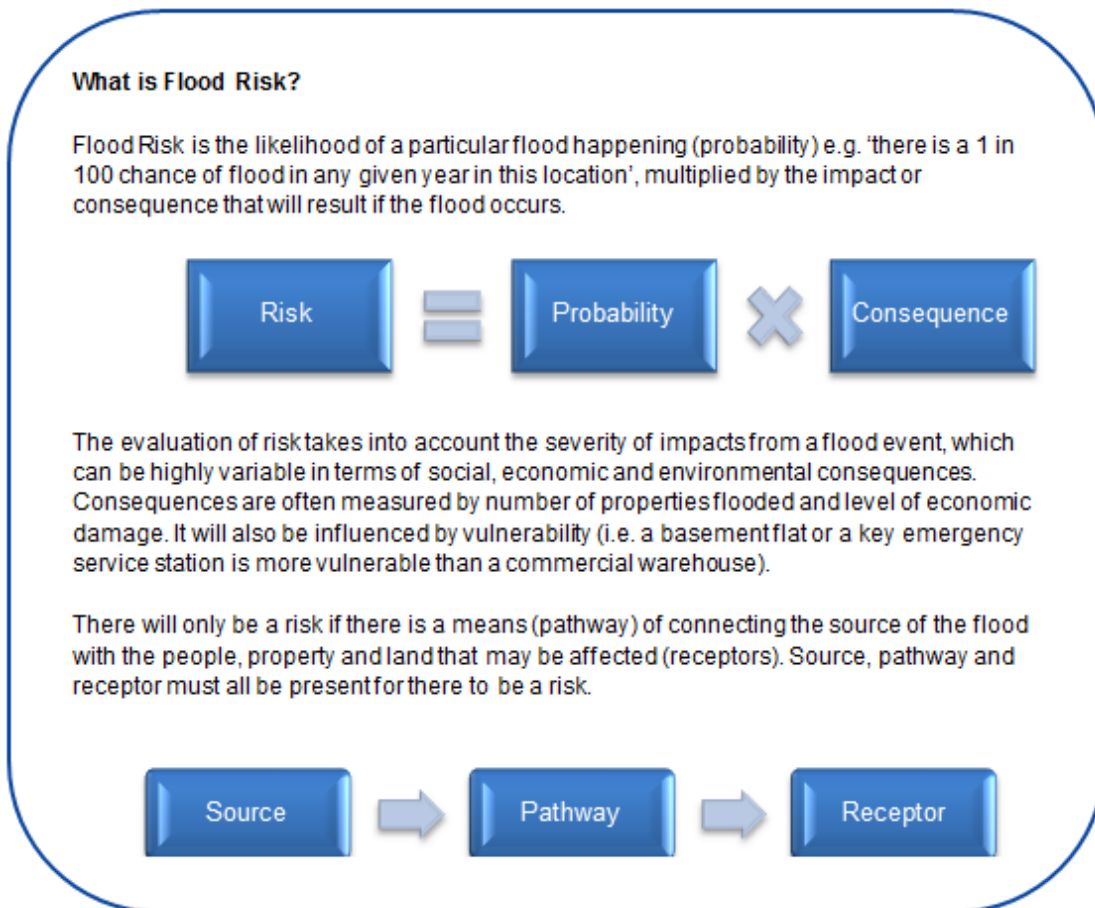 What is Flood Risk?
Flood Risk is the likelihood of a particular flood happening (probability) e.g. ‘there is a 1 in
100 chance of flood in any given year in this location’, multiplied by the impact or
consequence that will result if the flood occurs.
Risk
Probability
Consequence
The evaluation of risk takes into account the severity of impacts from a flood event, which
can be highly variable in terms of social, economic and environmental consequences.
Consequences are often measured by number of properties flooded and level of economic
damage. It will also be influenced by vulnerability (i.e. a basement flat or a key emergency
service station is more vulnerable than a commercial warehouse).
There will only be a risk if there is a means (pathway) of connecting the source of the flood
with the people, property and land that may be affected (receptors). Source, pathway and
receptor must all be present for there to be a risk.
Source
Pathway
Receptor